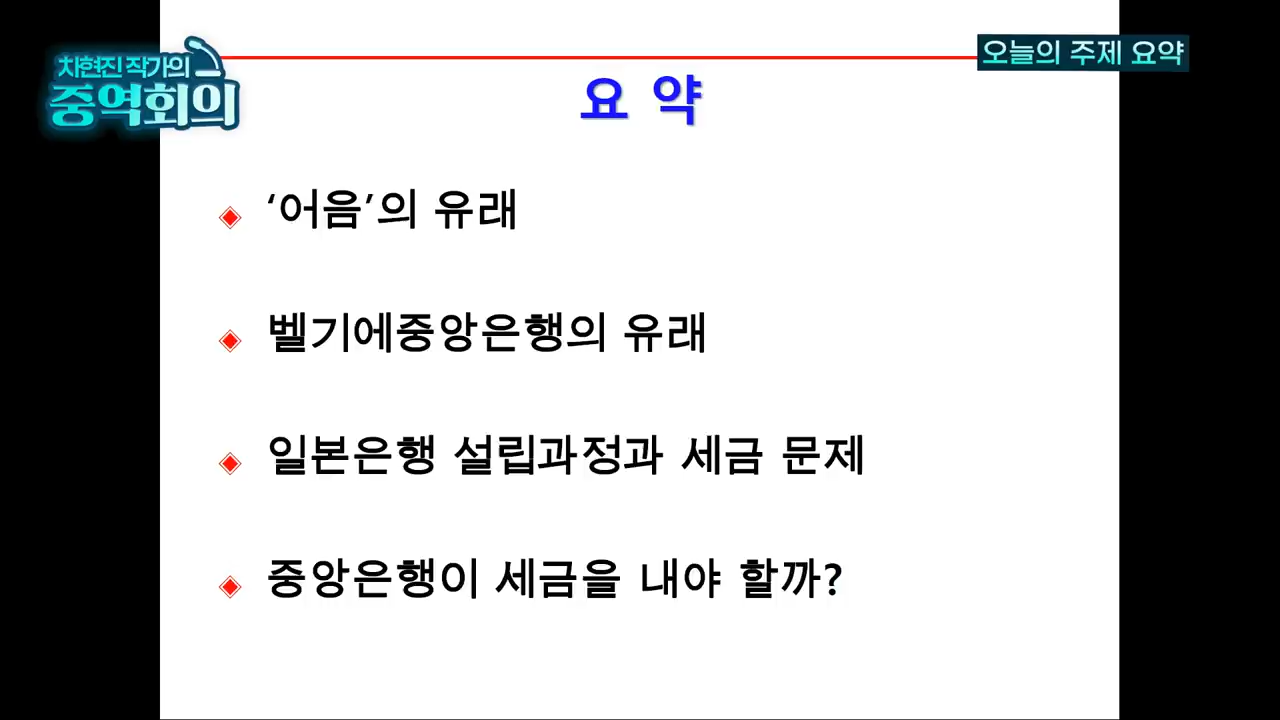 차현진 작가의
중역회의
오늘의 주제 요약
요 약
‘어음’의 유래
벨기에중앙은행의 유래
일본은행 설립과정과 세금 문제
중앙은행이 세금을 내야 할까?